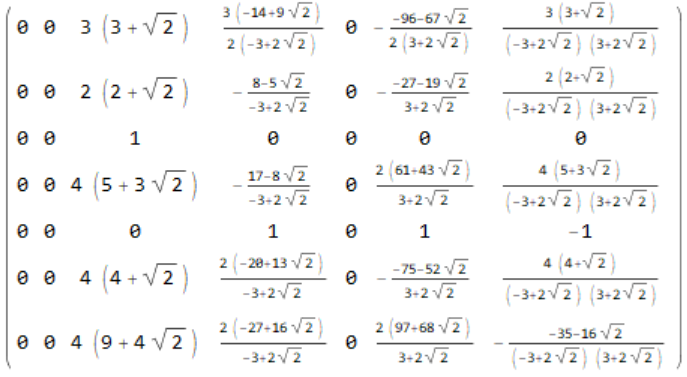 0 0 3 (3+√2) 3 (-14+9√2)/2 (-3+2√2) 0 -(-96-67√2)/2 (3+2√2) 3 (3+√2)/(-3+2√2) (3+2√2)
0 0 2 (2+√2) -(8-5√2)/(-3+2√2) 0 -(-27-19√2)/(3+2√2) 2 (2+√2)/(-3+2√2) (3+2√2)
0 0 1 0 0 0 0
0 0 4 (5+3√2) -(17-8√2)/(-3+2√2) 0 2 (61+43√2)/(3+2√2) 4 (5+3√2)/(-3+2√2) (3+2√2)
0 0 0 1 0 1 -1
0 0 4 (4+√2) 2 (-20+13√2)/(-3+2√2) 0 -(-75-52√2)/(3+2√2) 4 (4+√2)/(-3+2√2) (3+2√2)
0 0 4 (9+4√2) 2 (-27+16√2)/(-3+2√2) 0 2 (97+68√2)/(3+2√2) -(-35-16√2)/(-3+2√2) (3+2√2)